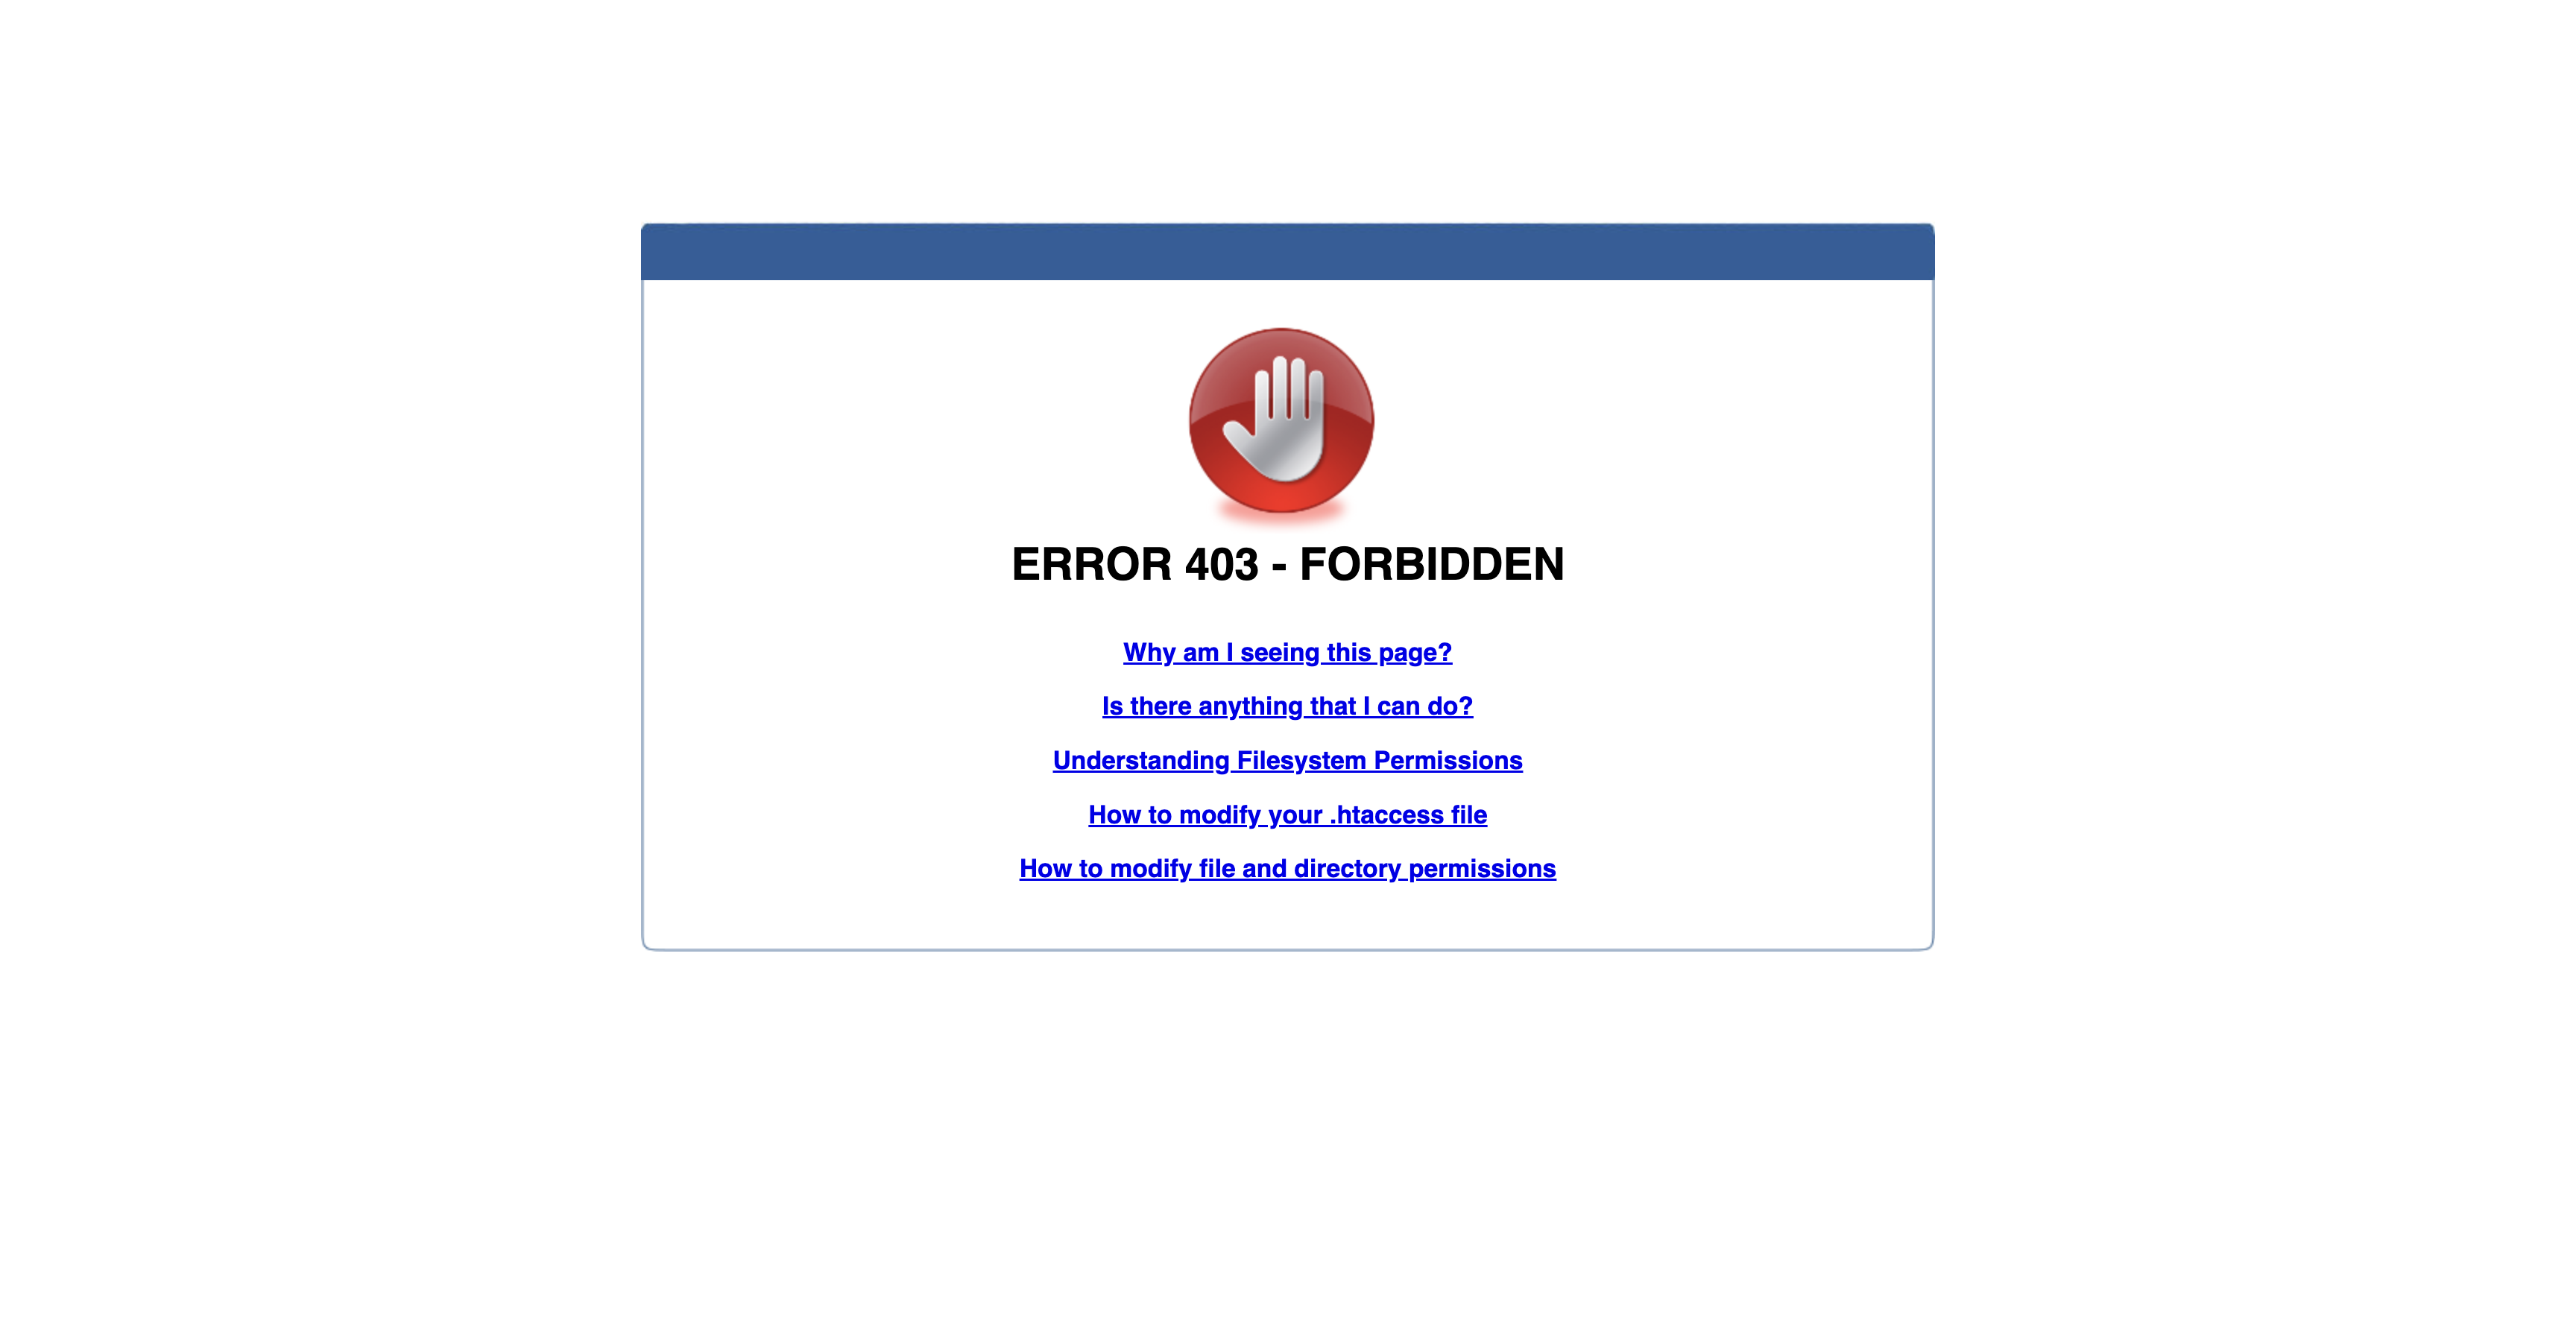 ERROR 403 - FORBIDDEN
Why am I seeing this page?
Is there anything that I can do?
Understanding Filesystem Permissions
How to modify your .htaccess file
How to modify file and directory permissions